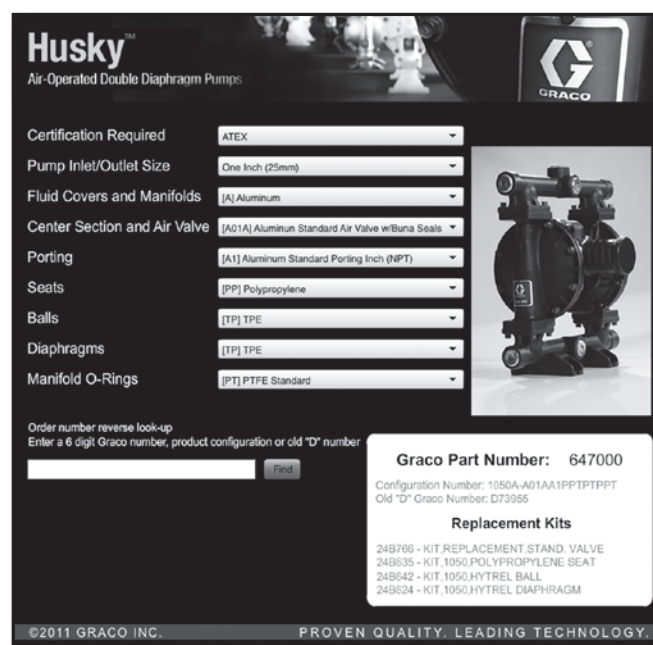 Husky™
Air-Operated Double Diaphragm Pumps
GRACO
Certification Required
ATEX
Pump Inlet/Outlet Size
One Inch (25mm)
Fluid Covers and Manifolds
[A] Aluminum
Center Section and Air Valve
[A01A] Aluminun Standard Air Valve w/Buna Seals
Porting
[A1] Aluminum Standard Porting Inch (NPT)
Seats
[PP] Polypropylene
Balls
[TP] TPE
Diaphragms
[TP] TPE
Manifold O-Rings
[PT] PTFE Standard
Order number reverse look-up
Enter a 6 digit Graco number, product configuration or old "D" number
Find
Graco Part Number: 647000
Configuration Number: 1050A-A01AA1PPTPTPPT
Old "D" Graco Number: D73955
Replacement Kits
24B766 - KIT,REPLACEMENT,STAND. VALVE
24B635 - KIT,1050,POLYPROPYLENE SEAT
24B642 - KIT,1050,HYTREL BALL
24B624 - KIT,1050,HYTREL DIAPHRAGM
©2011 GRACO INC.
PROVEN QUALITY. LEADING TECHNOLOGY.